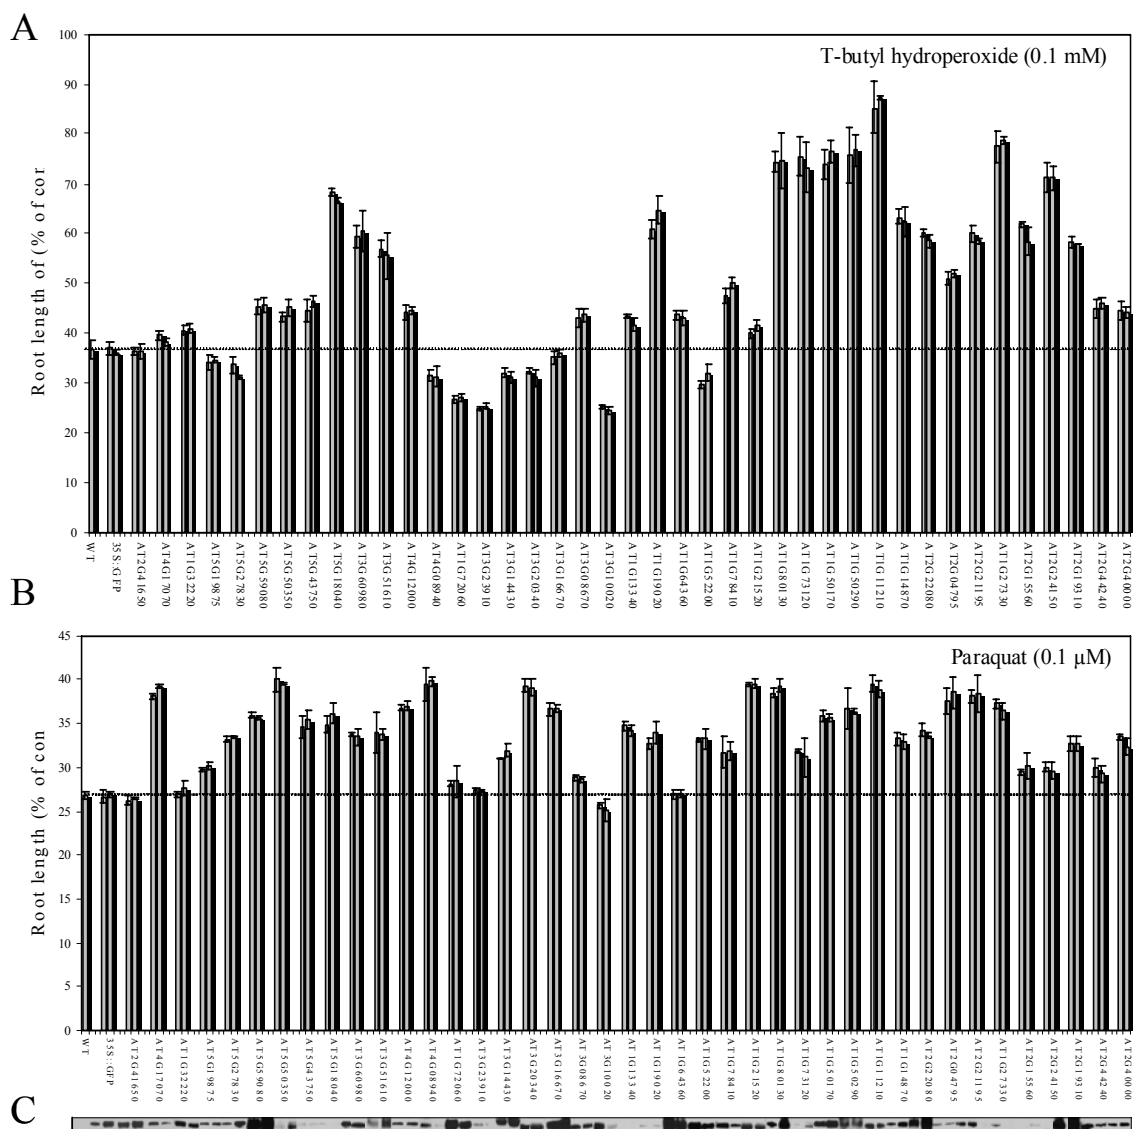 A
T-butyl hydroperoxide (0.1 mM)
Root length of (% of cor
100
90
80
70
60
50
40
30
20
10
0
WT
35S::GFP
AT2G41650
AT4G17070
AT1G32220
AT5G19875
AT5G27830
AT5G59080
AT5G50350
AT5G43750
AT5G18040
AT3G60980
AT3G51610
AT4G12000
AT4G08940
AT1G72060
AT3G23910
AT3G14430
AT3G20340
AT3G16670
AT3G08670
AT3G10020
AT1G13340
AT1G19020
AT1G64360
AT1G52200
AT1G78410
AT1G21520
AT1G80130
AT1G73120
AT1G50170
AT1G50290
AT1G11210
AT1G14870
AT2G22080
AT2G04795
AT2G21195
AT1G27330
AT2G15560
AT2G24150
AT2G19310
AT2G44240
AT2G40000
B
Paraquat (0.1 µM)
Root length (% of con
45
40
35
30
25
20
15
10
5
0
WT
35S::GFP
AT2G41650
AT4G17070
AT1G32220
AT5G19875
AT5G27830
AT5G59080
AT5G50350
AT5G43750
AT5G18040
AT3G60980
AT3G51610
AT4G12000
AT4G08940
AT1G72060
AT3G23910
AT3G14430
AT3G20340
AT3G16670
AT3G08670
AT3G10020
AT1G13340
AT1G19020
AT1G64360
AT1G52200
AT1G78410
AT1G21520
AT1G80130
AT1G73120
AT1G50170
AT1G50290
AT1G11210
AT1G14870
AT2G22080
AT2G04795
AT2G21195
AT1G27330
AT2G15560
AT2G24150
AT2G19310
AT2G44240
AT2G40000
C